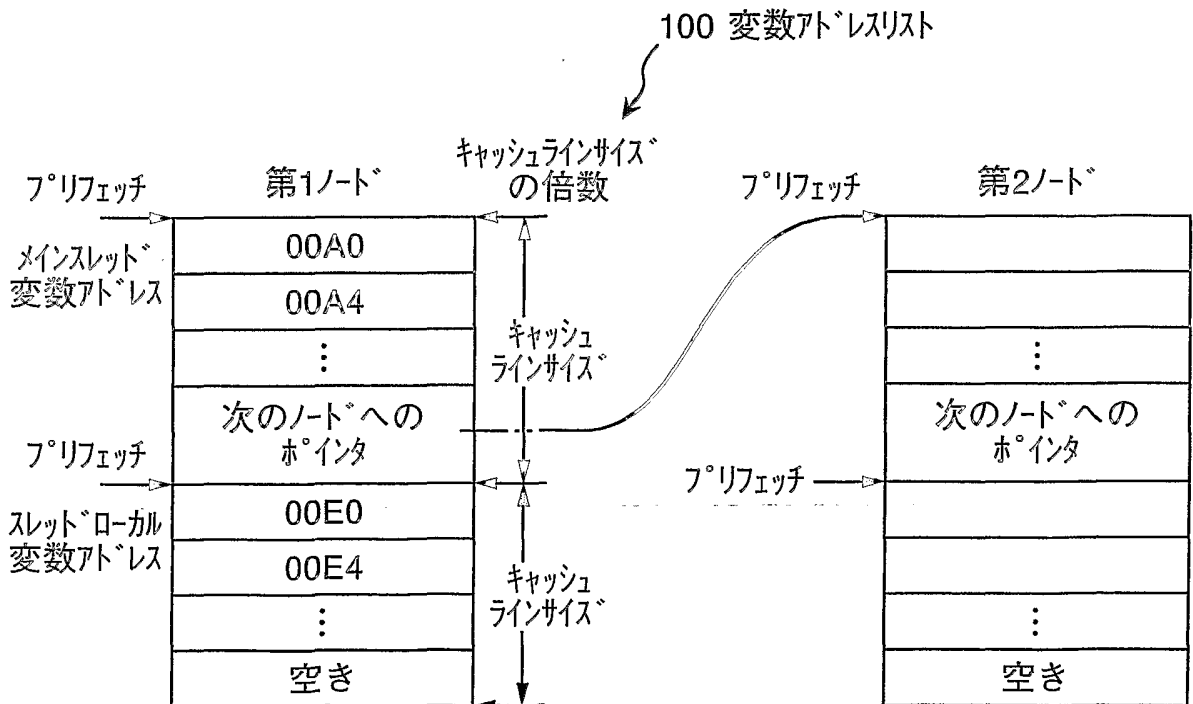 100 変数アドレスリスト
キャッシュラインサイズ
の倍数
プリフェッチ
第1ノード
メインスレッド
変数アドレス
00A0
00A4
⋮
次のノードへの
ポインタ
キャッシュ
ラインサイズ
プリフェッチ
スレッドローカル
変数アドレス
00E0
00E4
⋮
空き
キャッシュ
ラインサイズ
プリフェッチ
第2ノード
⋮
次のノードへの
ポインタ
プリフェッチ
⋮
空き